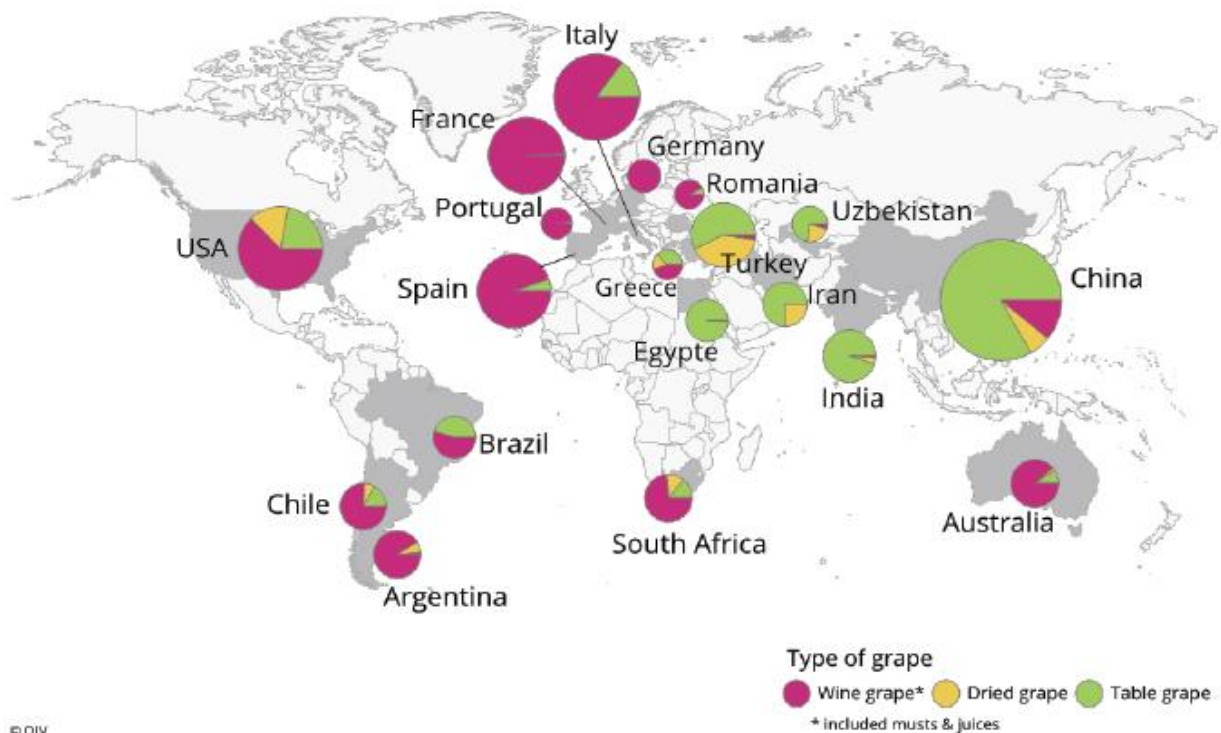 Italy
France
Germany
Romania
Portugal
Uzbekistan
USA
Turkey
China
Spain
Greece
Iran
Egypte
India
Brazil
Chile
South Africa
Australia
Argentina
Type of grape
Wine grape* Dried grape Table grape
* included musts & juices
© OIV